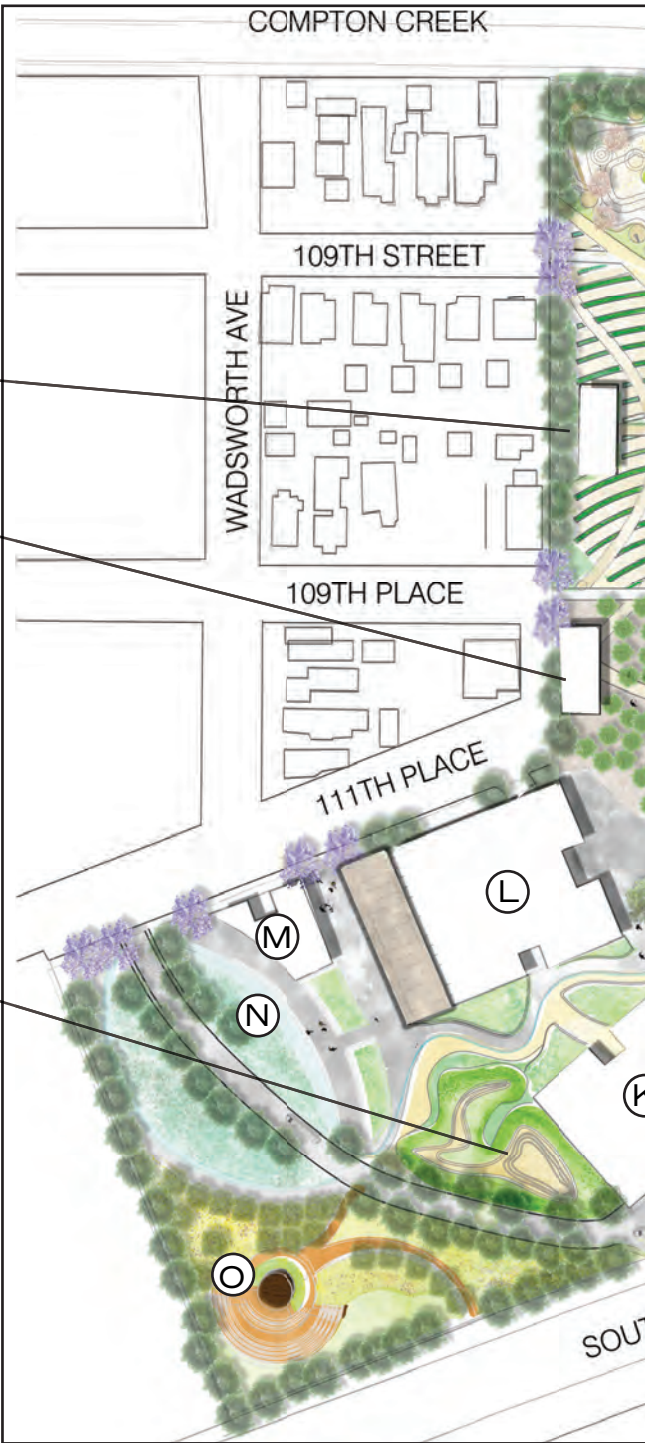 COMPTON CREEK
109TH STREET
WADSWORTH AVE
109TH PLACE
111TH PLACE
L
M
N
K
O
SOUT